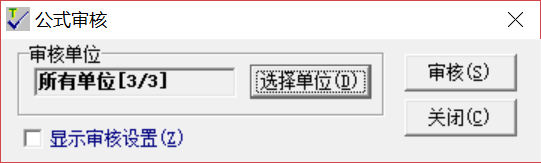 公式审核
审核单位
所有单位[3/3]
选择单位(D)
审核(S)
关闭(C)
显示审核设置(Z)